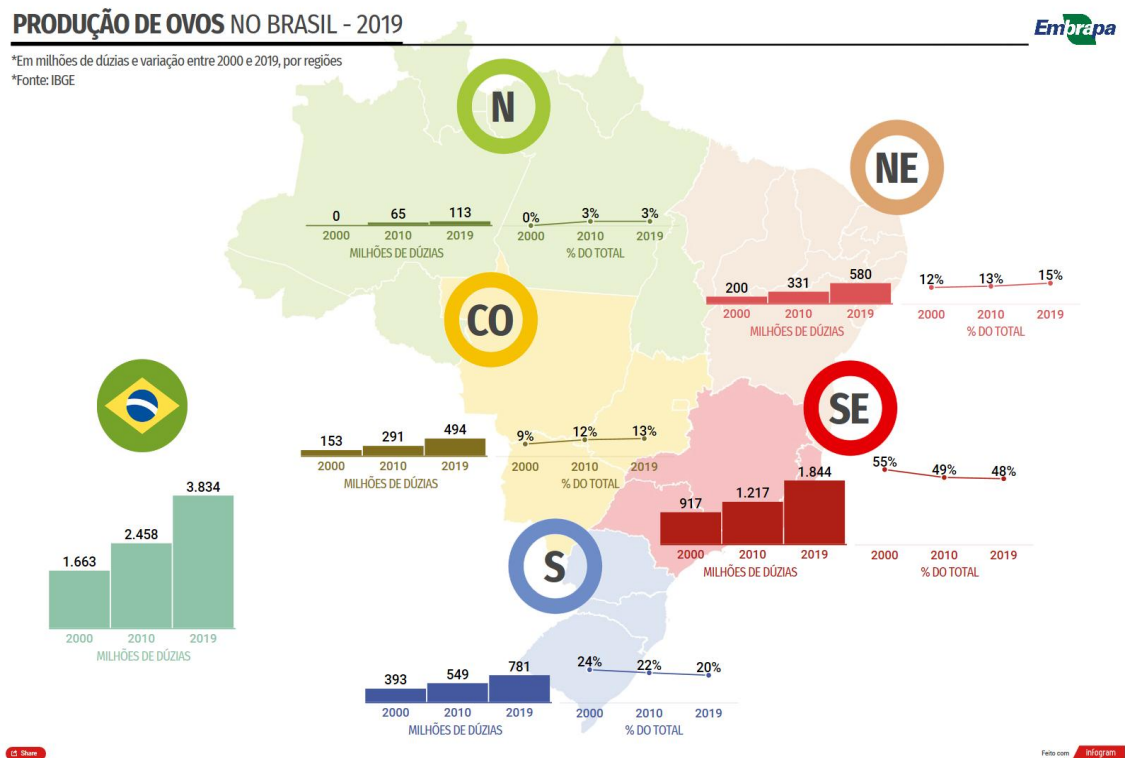 PRODUÇÃO DE OVOS NO BRASIL - 2019
Embrapa
*Em milhões de dúzias e variação entre 2000 e 2019, por regiões
*Fonte: IBGE
N
0 65 113
2000 2010 2019
MILHÕES DE DÚZIAS
0% 3% 3%
2000 2010 2019
% DO TOTAL
NE
200 331 580
2000 2010 2019
MILHÕES DE DÚZIAS
12% 13% 15%
2000 2010 2019
% DO TOTAL
CO
153 291 494
2000 2010 2019
MILHÕES DE DÚZIAS
9% 12% 13%
2000 2010 2019
% DO TOTAL
SE
917 1.217 1.844
2000 2010 2019
MILHÕES DE DÚZIAS
55% 49% 48%
2000 2010 2019
% DO TOTAL
1.663 2.458 3.834
2000 2010 2019
MILHÕES DE DÚZIAS
S
393 549 781
2000 2010 2019
MILHÕES DE DÚZIAS
24% 22% 20%
2000 2010 2019
% DO TOTAL
Share
Feito com infogram